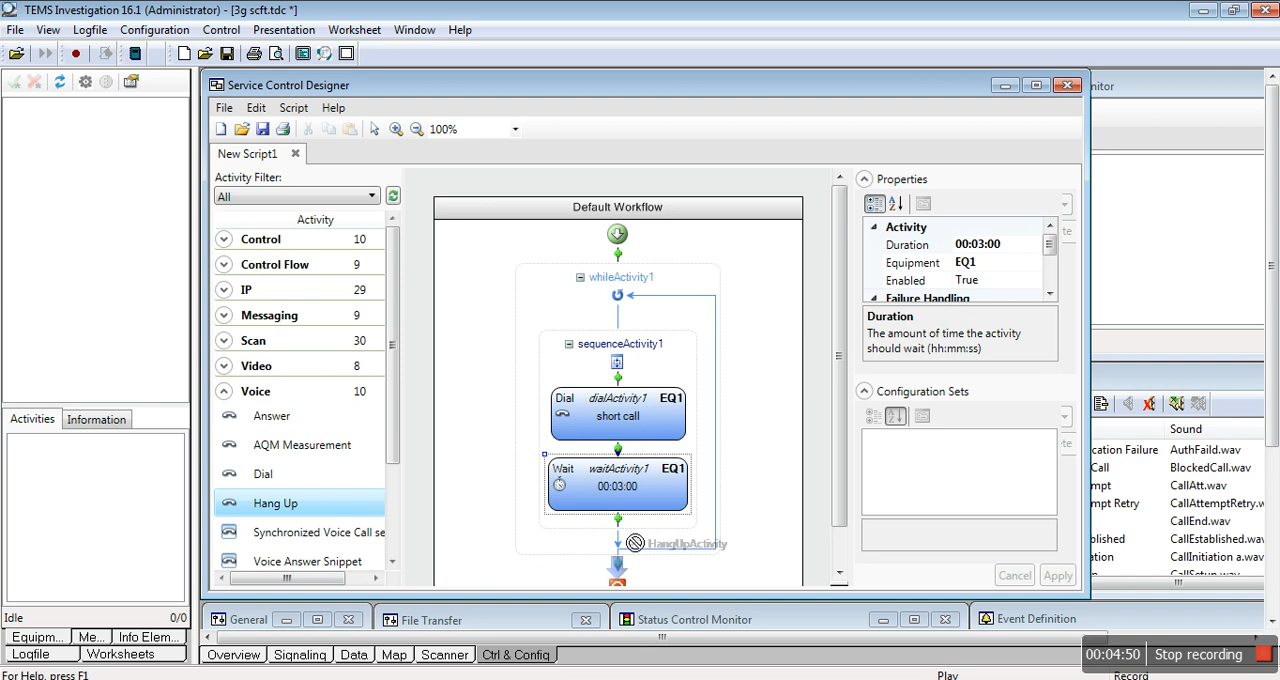 TEMS Investigation 16.1 (Administrator) - [3g scft.tdc *]
File View Logfile Configuration Control Presentation Worksheet Window Help
Service Control Designer
nitor
File Edit Script Help
100%
New Script1
Activity Filter:
All
Activity
Control 10
Control Flow 9
IP 29
Messaging 9
Scan 30
Video 8
Voice 10
Answer
AQM Measurement
Dial
Hang Up
Synchronized Voice Call se
Voice Answer Snippet
Default Workflow
whileActivity1
sequenceActivity1
Dial dialActivity1 EQ1
short call
Wait waitActivity1 EQ1
00:03:00
HangUpActivity
Properties
te
Activity
Duration 00:03:00
Equipment EQ1
Enabled True
Failure Handling
Duration
The amount of time the activity
should wait (hh:mm:ss)
Configuration Sets
te
Cancel Apply
Sound
cation Failure AuthFaild.wav
Call BlockedCall.wav
mpt CallAtt.wav
mpt Retry CallAttemptRetry.w
CallEnd.wav
CallEstablished.wav
ation CallInitiation a.wav
CallSetup.wav
Activities Information
Idle 0/0
Equipm... Me... Info Elem...
Logfile Worksheets
General File Transfer Status Control Monitor Event Definition
Overview Signaling Data Map Scanner Ctrl & Config
00:04:50 Stop recording
For Help, press F1 Play Record